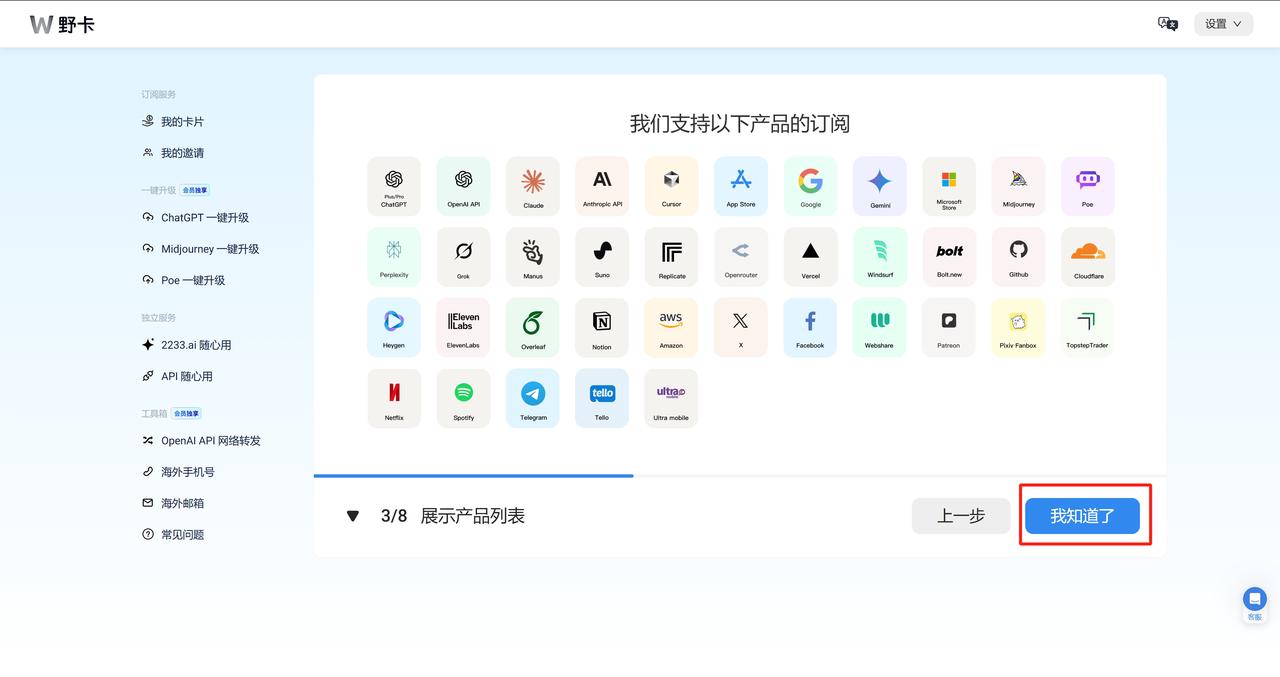 W 野卡
设置
订阅服务
我的卡片
我的邀请
一键升级 会员独享
ChatGPT 一键升级
Midjourney 一键升级
Poe 一键升级
独立服务
2233.ai 随心用
API 随心用
工具箱 会员独享
OpenAI API 网络转发
海外手机号
海外邮箱
常见问题
我们支持以下产品的订阅
Plus/Pro
ChatGPT
OpenAI API
Claude
Anthropic API
Cursor
App Store
Google
Gemini
Microsoft
Store
Midjourney
Poe
Perplexity
Grok
Manus
Suno
Replicate
Openrouter
Vercel
Windsurf
bolt
Bolt.new
Github
Cloudflare
Heygen
IIElevenLabs
ElevenLabs
Overleaf
Notion
aws
Amazon
X
Facebook
Webshare
Patreon
Pixiv Fanbox
TopstepTrader
Netflix
Spotify
Telegram
tello
Tello
ultra
mobile
Ultra mobile
3/8 展示产品列表
上一步
我知道了
客服